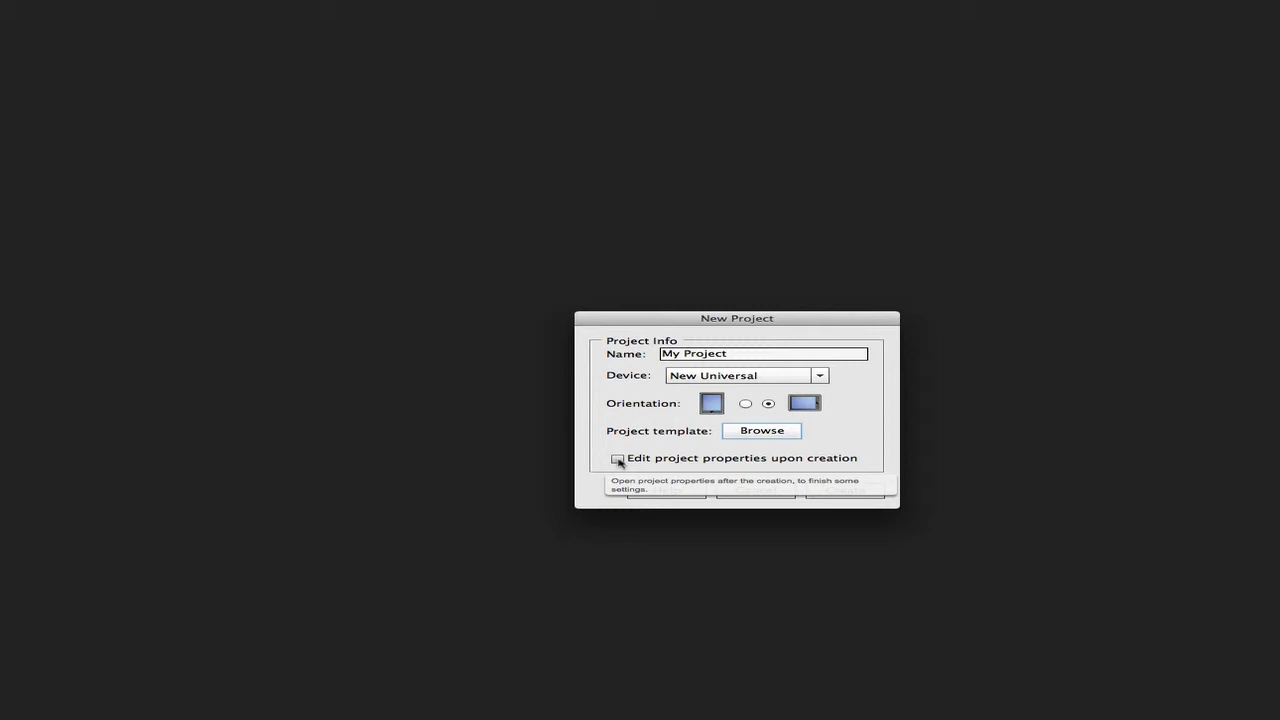 New Project
Project Info
Name: My Project
Device: New Universal
Orientation:
Project template: Browse
Edit project properties upon creation
Open project properties after the creation, to finish some
settings.